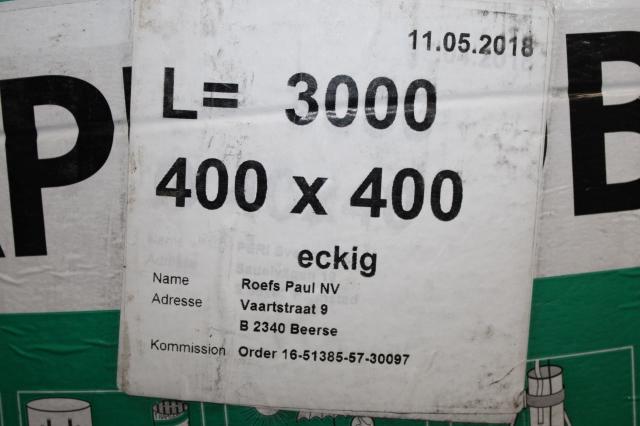 11.05.2018
L= 3000
400 x 400
eckig
Name Roefs Paul NV
Adresse Vaartstraat 9
B 2340 Beerse
Kommission Order 16-51385-57-30097
AP
B